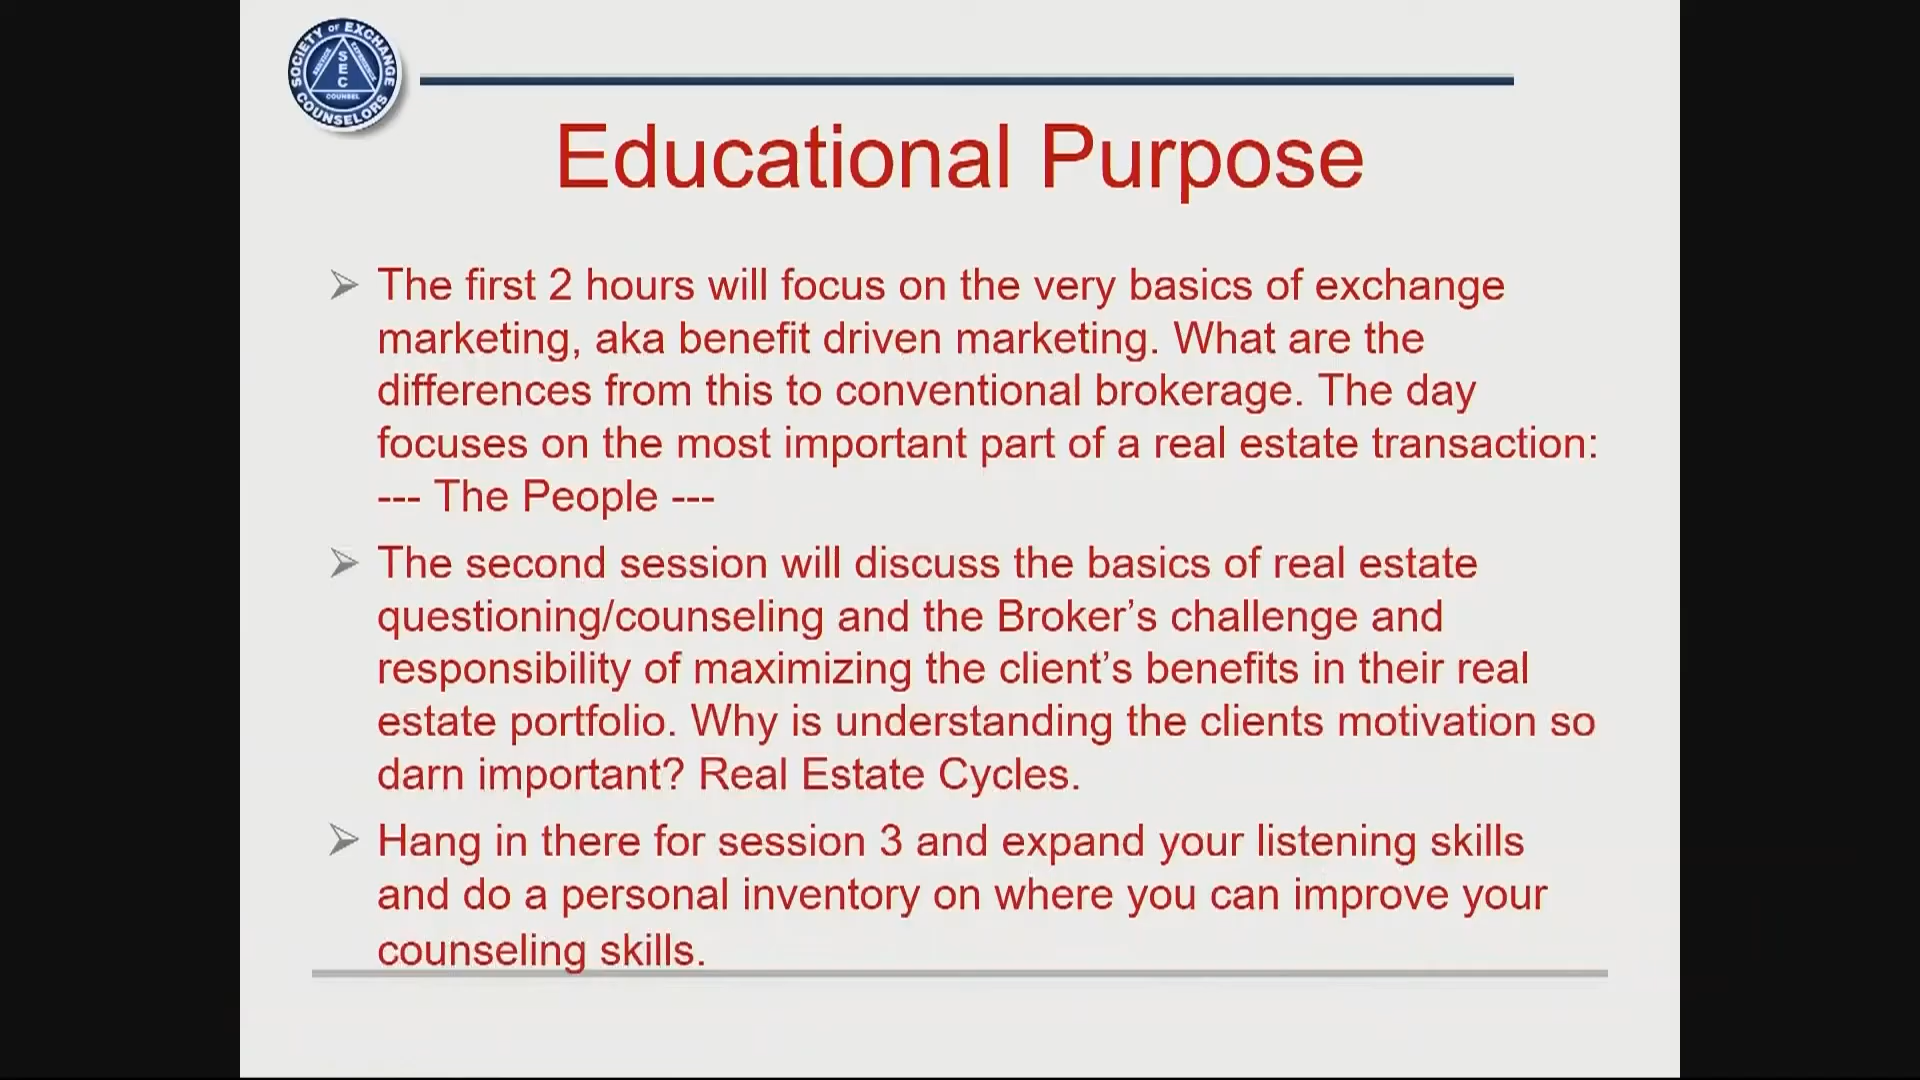 SOCIETY OF EXCHANGE COUNSELORS
SERVICE
EXPERIENCE
S
E
C
COUNSEL
Educational Purpose
The first 2 hours will focus on the very basics of exchange
marketing, aka benefit driven marketing. What are the
differences from this to conventional brokerage. The day
focuses on the most important part of a real estate transaction:
--- The People ---
The second session will discuss the basics of real estate
questioning/counseling and the Broker’s challenge and
responsibility of maximizing the client’s benefits in their real
estate portfolio. Why is understanding the clients motivation so
darn important? Real Estate Cycles.
Hang in there for session 3 and expand your listening skills
and do a personal inventory on where you can improve your
counseling skills.